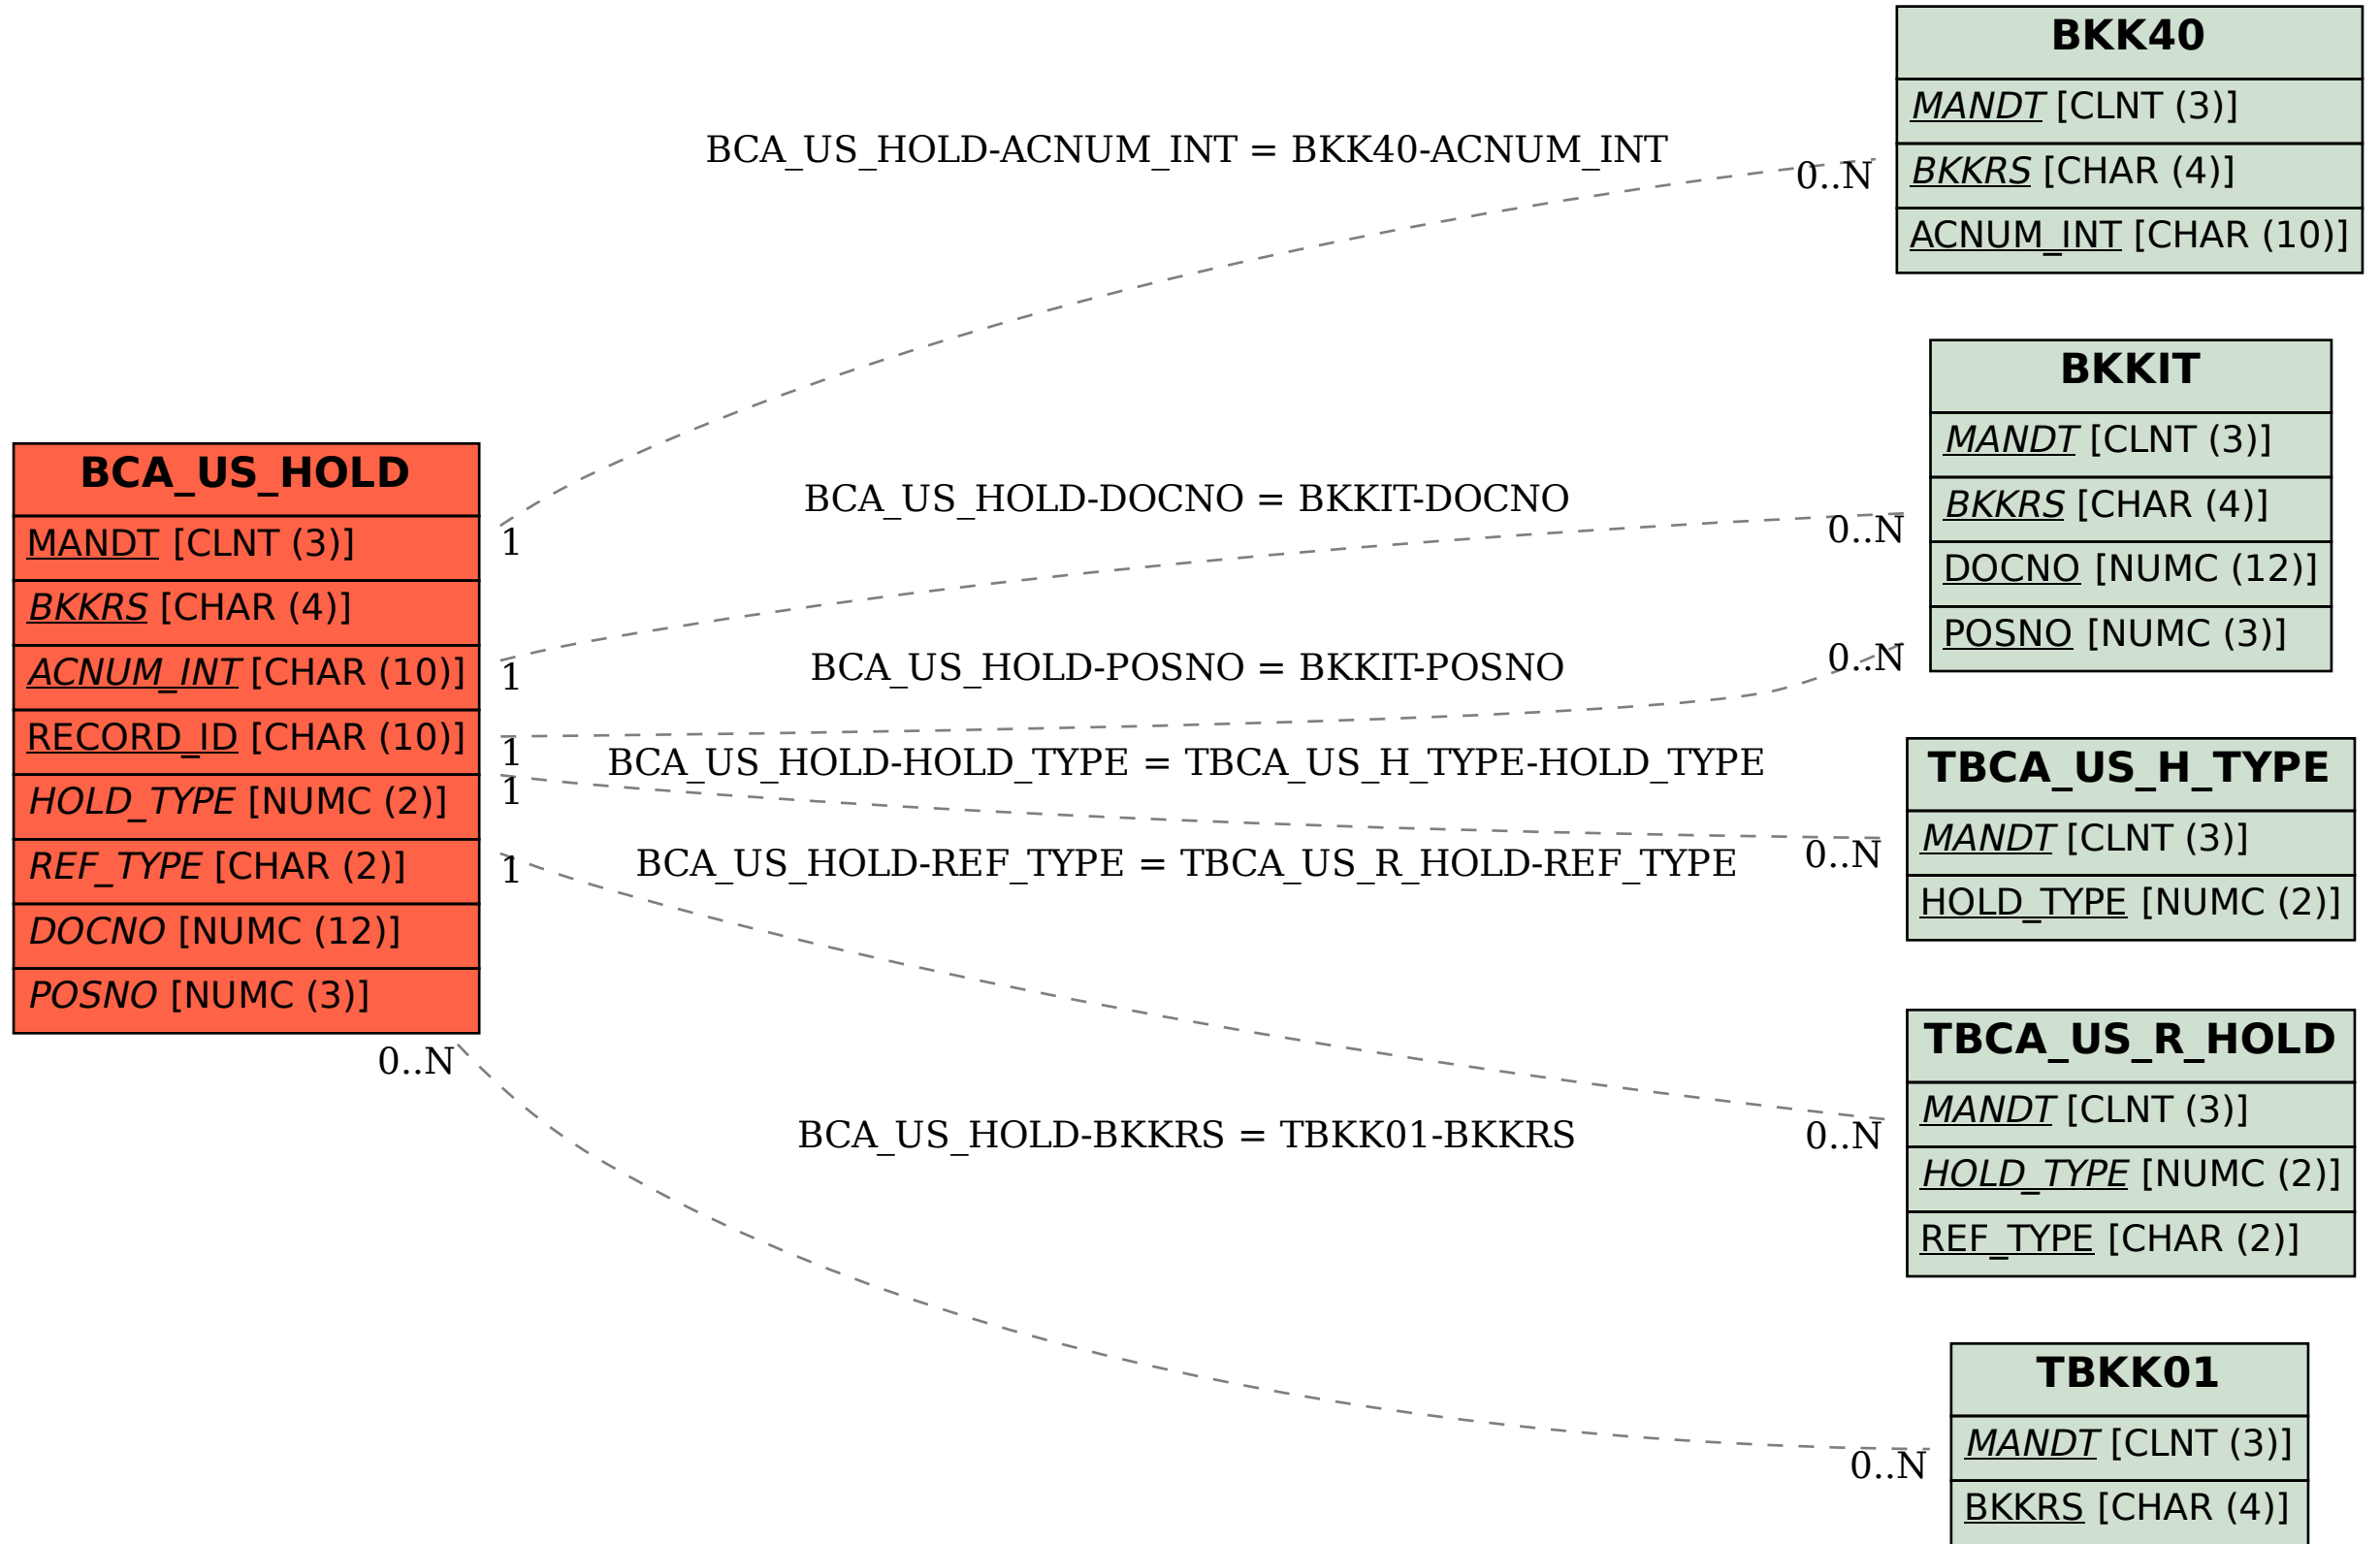 BKK40
MANDT [CLNT (3)]
BKKRS [CHAR (4)]
ACNUM_INT [CHAR (10)]
BCA_US_HOLD-ACNUM_INT = BKK40-ACNUM_INT
0..N
1
BKKIT
MANDT [CLNT (3)]
BKKRS [CHAR (4)]
DOCNO [NUMC (12)]
POSNO [NUMC (3)]
BCA_US_HOLD
MANDT [CLNT (3)]
BKKRS [CHAR (4)]
ACNUM_INT [CHAR (10)]
RECORD_ID [CHAR (10)]
HOLD_TYPE [NUMC (2)]
REF_TYPE [CHAR (2)]
DOCNO [NUMC (12)]
POSNO [NUMC (3)]
BCA_US_HOLD-DOCNO = BKKIT-DOCNO
0..N
1
BCA_US_HOLD-POSNO = BKKIT-POSNO
0..N
1
BCA_US_HOLD-HOLD_TYPE = TBCA_US_H_TYPE-HOLD_TYPE
1
0..N
TBCA_US_H_TYPE
MANDT [CLNT (3)]
HOLD_TYPE [NUMC (2)]
BCA_US_HOLD-REF_TYPE = TBCA_US_R_HOLD-REF_TYPE
1
0..N
TBCA_US_R_HOLD
MANDT [CLNT (3)]
HOLD_TYPE [NUMC (2)]
REF_TYPE [CHAR (2)]
0..N
BCA_US_HOLD-BKKRS = TBKK01-BKKRS
0..N
TBKK01
MANDT [CLNT (3)]
BKKRS [CHAR (4)]